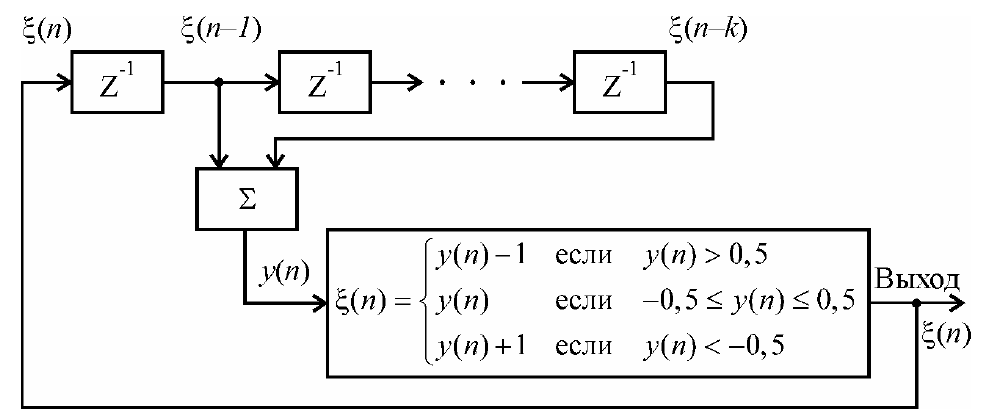 ξ(n) ξ(n–1) ξ(n–k)
Z⁻¹ Z⁻¹ · · · Z⁻¹
Σ
y(n)
ξ(n) = { y(n) − 1 если y(n) > 0,5
y(n) если −0,5 ≤ y(n) ≤ 0,5
y(n) + 1 если y(n) < −0,5
Выход
ξ(n)